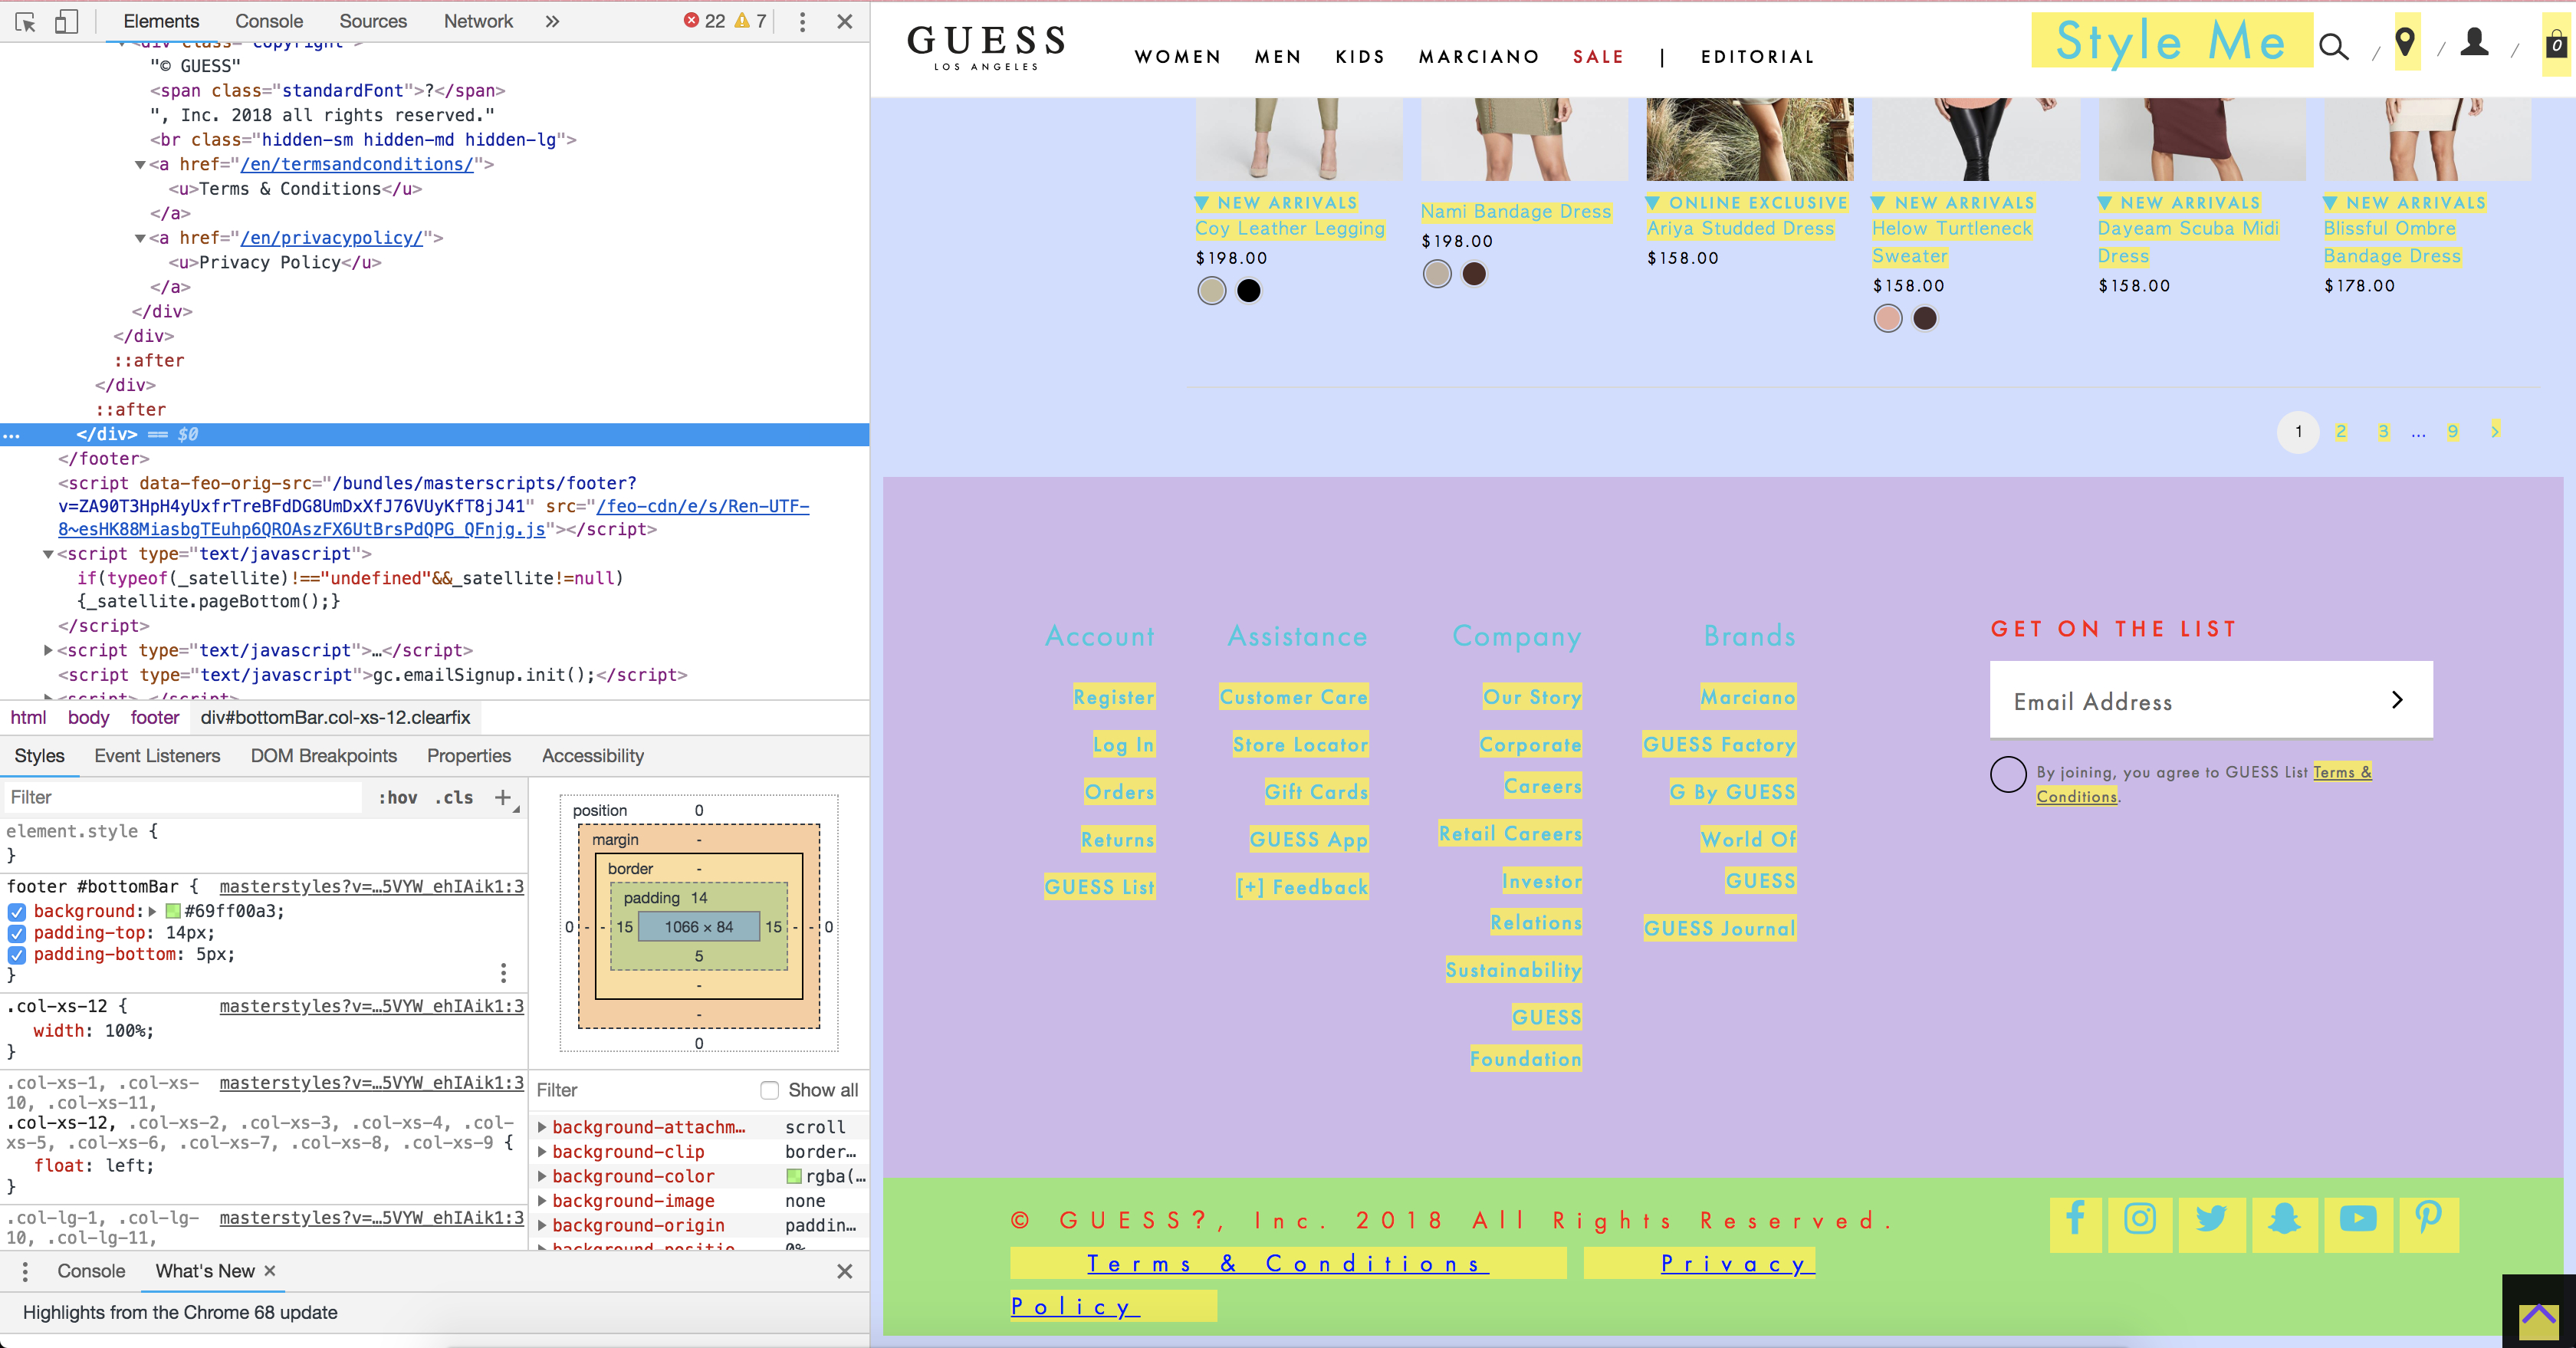 Elements Console Sources Network » 22 7
"© GUESS"
<span class="standardFont">?</span>
", Inc. 2018 all rights reserved."
<br class="hidden-sm hidden-md hidden-lg">
<a href="/en/termsandconditions/">
<u>Terms & Conditions</u>
</a>
<a href="/en/privacypolicy/">
<u>Privacy Policy</u>
</a>
</div>
</div>
::after
</div>
::after
... </div> == $0
</footer>
<script data-feo-orig-src="/bundles/masterscripts/footer?
v=ZA90T3HpH4yUxfrTreBFdDG8UmDxXfJ76VUyKfT8jJ41" src="/feo-cdn/e/s/Ren-UTF-
8~esHK88MiasbgTEuhp6QROAszFX6UtBrsPdQPG_QFnjg.js"></script>
<script type="text/javascript">
if(typeof(_satellite)!=="undefined"&&_satellite!=null)
{_satellite.pageBottom();}
</script>
<script type="text/javascript">…</script>
<script type="text/javascript">gc.emailSignup.init();</script>
html body footer div#bottomBar.col-xs-12.clearfix
Styles Event Listeners DOM Breakpoints Properties Accessibility
Filter :hov .cls +
element.style {
}
footer #bottomBar { masterstyles?v=…5VYW_ehIAik1:3
background: #69ff00a3;
padding-top: 14px;
padding-bottom: 5px;
}
.col-xs-12 { masterstyles?v=…5VYW_ehIAik1:3
width: 100%;
}
.col-xs-1, .col-xs- masterstyles?v=…5VYW_ehIAik1:3
10, .col-xs-11,
.col-xs-12, .col-xs-2, .col-xs-3, .col-xs-4, .col-
xs-5, .col-xs-6, .col-xs-7, .col-xs-8, .col-xs-9 {
float: left;
}
.col-lg-1, .col-lg- masterstyles?v=…5VYW_ehIAik1:3
10, .col-lg-11,
position 0
margin -
border -
padding 14
0 - - 15 1066 × 84 15 - - 0
5
-
-
0
Filter Show all
background-attachm… scroll
background-clip border…
background-color rgba(…
background-image none
background-origin paddin…
background-positio 0%
Console What's New ×
Highlights from the Chrome 68 update
GUESS
LOS ANGELES
WOMEN MEN KIDS MARCIANO SALE | EDITORIAL
Style Me / / / 0
NEW ARRIVALS
Coy Leather Legging
$198.00
Nami Bandage Dress
$198.00
ONLINE EXCLUSIVE
Ariya Studded Dress
$158.00
NEW ARRIVALS
Helow Turtleneck
Sweater
$158.00
NEW ARRIVALS
Dayeam Scuba Midi
Dress
$158.00
NEW ARRIVALS
Blissful Ombre
Bandage Dress
$178.00
1 2 3 ... 9 >
Account
Register
Log In
Orders
Returns
GUESS List
Assistance
Customer Care
Store Locator
Gift Cards
GUESS App
[+] Feedback
Company
Our Story
Corporate
Careers
Retail Careers
Investor
Relations
Sustainability
GUESS
Foundation
Brands
Marciano
GUESS Factory
G By GUESS
World Of
GUESS
GUESS Journal
GET ON THE LIST
Email Address
By joining, you agree to GUESS List Terms &
Conditions.
© GUESS?, Inc. 2018 All Rights Reserved.
Terms & Conditions Privacy
Policy